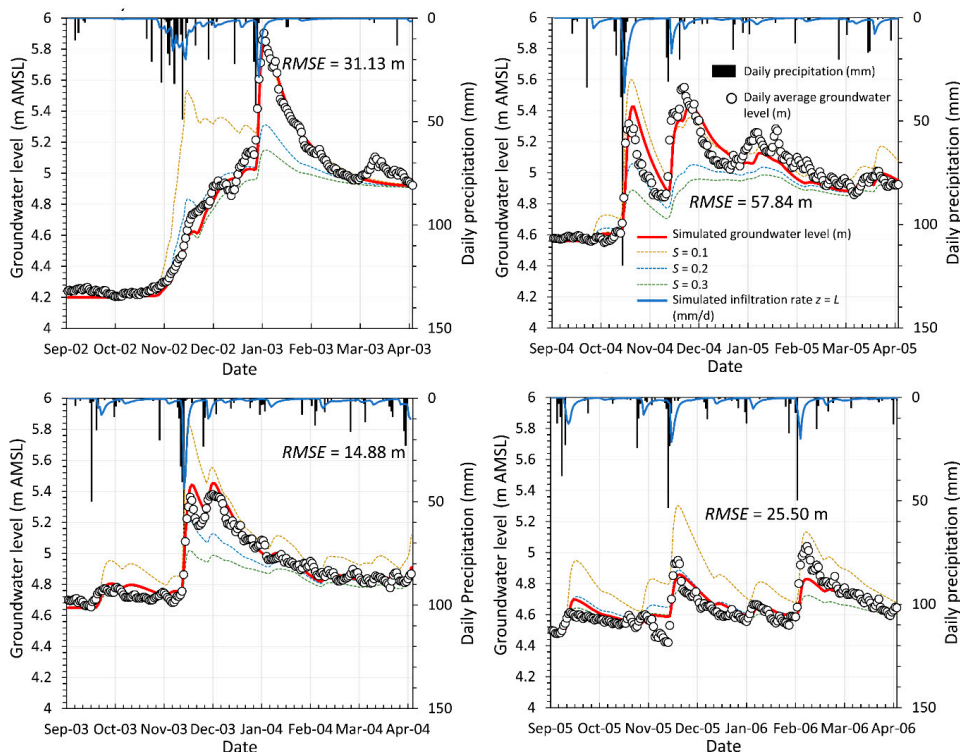 6
5.8
5.6
5.4
5.2
5
4.8
4.6
4.4
4.2
4
Groundwater level (m AMSL)
RMSE = 31.13 m
0
50
100
150
Daily precipitation (mm)
Sep-02 Oct-02 Nov-02 Dec-02 Jan-03 Feb-03 Mar-03 Apr-03
Date
6
5.8
5.6
5.4
5.2
5
4.8
4.6
4.4
4.2
4
Groundwater level (m AMSL)
Daily precipitation (mm)
Daily average groundwater
level (m)
RMSE = 57.84 m
Simulated groundwater level (m)
S = 0.1
S = 0.2
S = 0.3
Simulated infiltration rate z = L
(mm/d)
0
50
100
150
Daily precipitation (mm)
Sep-04 Oct-04 Nov-04 Dec-04 Jan-05 Feb-05 Mar-05 Apr-05
Date
6
5.8
5.6
5.4
5.2
5
4.8
4.6
4.4
4.2
4
Groundwater level (m AMSL)
RMSE = 14.88 m
0
50
100
150
Daily Precipitation (mm)
Sep-03 Oct-03 Nov-03 Dec-03 Jan-04 Feb-04 Mar-04 Apr-04
Date
6
5.8
5.6
5.4
5.2
5
4.8
4.6
4.4
4.2
4
Groundwater level (m AMSL)
RMSE = 25.50 m
0
50
100
150
Daily precipitation (mm)
Sep-05 Oct-05 Nov-05 Dec-05 Jan-06 Feb-06 Mar-06 Apr-06
Date